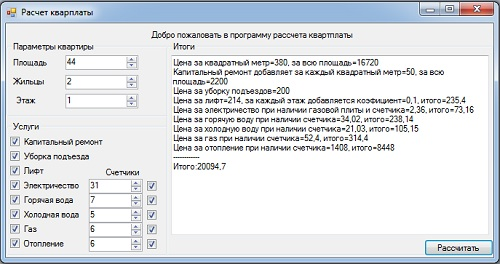 Расчет кварплаты
Добро пожаловать в программу рассчета квартплаты
Параметры квартиры
Площадь 44
Жильцы 2
Этаж 1
Услуги
Капитальный ремонт
Уборка подъезда
Лифт Счетчики
Электричество 31
Горячая вода 7
Холодная вода 5
Газ 6
Отопление 6
Итоги
Цена за квадратный метр=380, за всю площадь=16720
Капитальный ремонт добавляет за каждый квадратный метр=50, за всю
площадь=2200
Цена за уборку подъездов=200
Цена за лифт=214, за каждый этаж добавляется коэфициент=0,1, итого=235,4
Цена за электричество при наличии газовой плиты и счетчика=2,36, итого=73,16
Цена за горячую воду при наличии счетчика=34,02, итого=238,14
Цена за холодную воду при наличии счетчика=21,03, итого=105,15
Цена за газ при наличии счетчика=52,4, итого=314,4
Цена за отопление при наличии счетчика=1408, итого=8448
------------
Итого:20094,7
Рассчитать